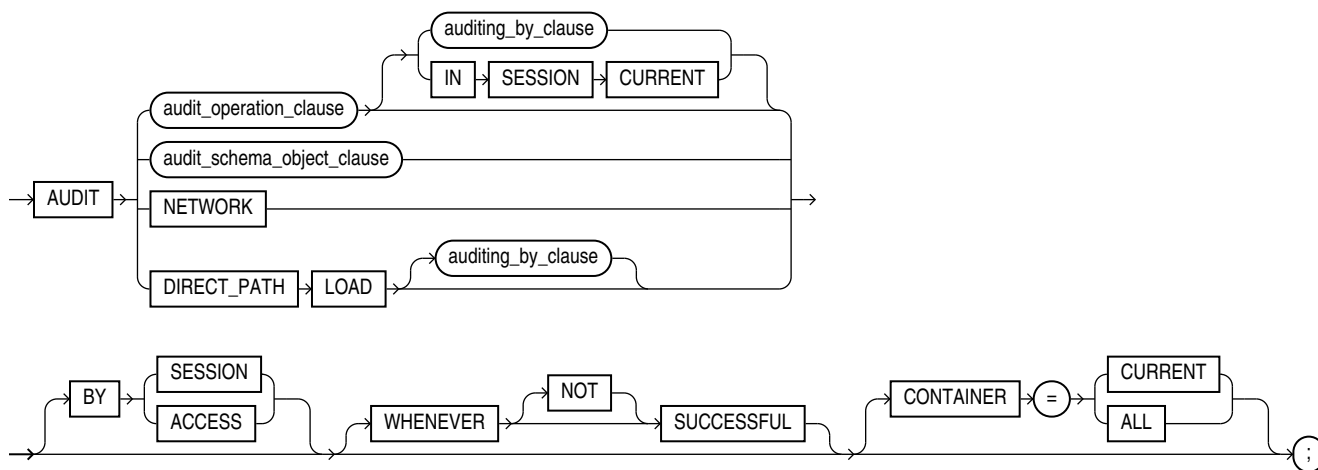 auditing_by_clause
IN SESSION CURRENT
audit_operation_clause
audit_schema_object_clause
AUDIT
NETWORK
auditing_by_clause
DIRECT_PATH LOAD
SESSION
BY
ACCESS
NOT
WHENEVER SUCCESSFUL
CURRENT
CONTAINER =
ALL
;